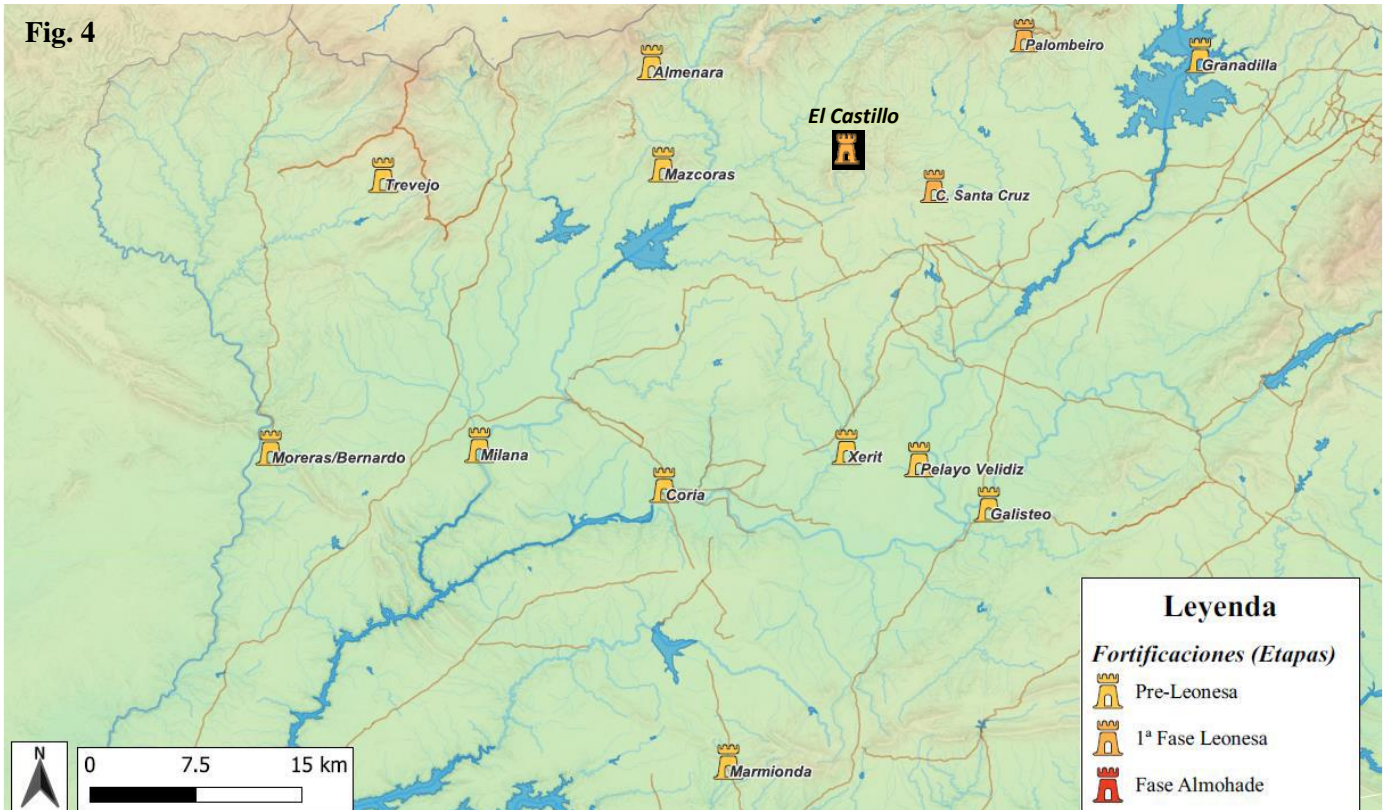 Fig. 4
Palombeiro
Almenara
Granadilla
El Castillo
Mazcoras
Trevejo
C. Santa Cruz
Moreras/Bernardo
Milana
Xerit
Pelayo Velidiz
Coria
Galisteo
Marmionda
Leyenda
Fortificaciones (Etapas)
Pre-Leonesa
1ª Fase Leonesa
Fase Almohade
N
0 7.5 15 km